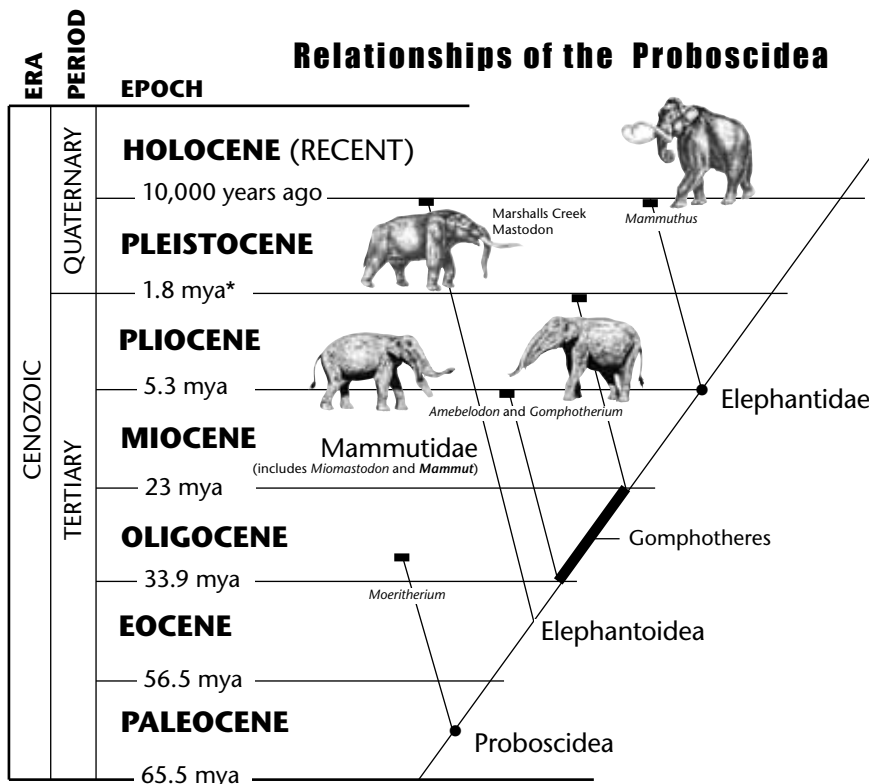 Relationships of the Proboscidea
ERA
PERIOD
EPOCH
CENOZOIC
QUATERNARY
TERTIARY
HOLOCENE (RECENT)
10,000 years ago
Marshalls Creek
Mastodon
Mammuthus
PLEISTOCENE
1.8 mya*
PLIOCENE
5.3 mya
Elephantidae
Amebelodon and Gomphotherium
MIOCENE
Mammutidae
(includes Miomastodon and Mammut)
23 mya
OLIGOCENE
Gomphotheres
33.9 mya
Moeritherium
EOCENE
Elephantoidea
56.5 mya
PALEOCENE
Proboscidea
65.5 mya